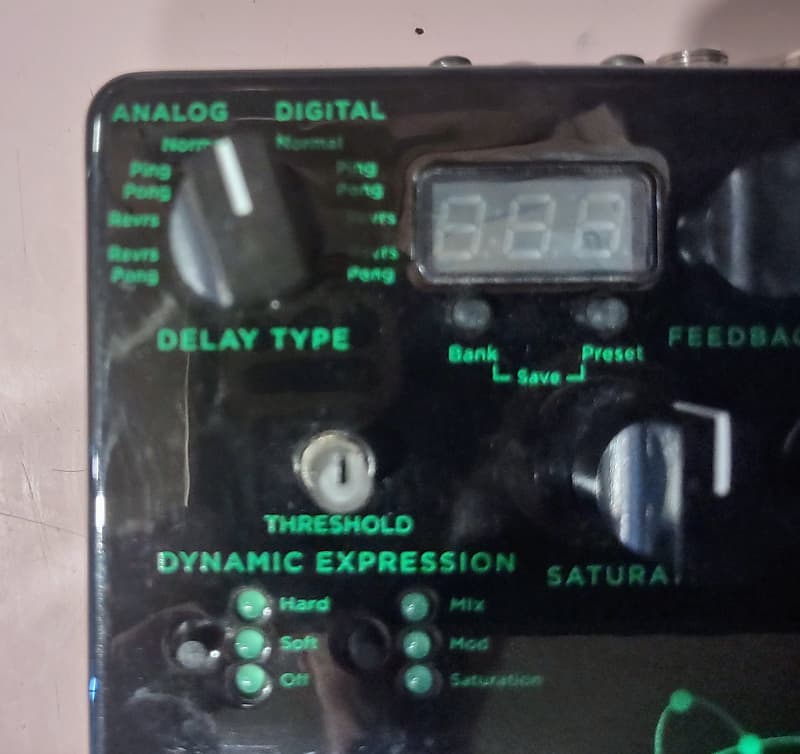 ANALOG DIGITAL
Normal
Ping Ping
Pong Pong
Revrs
Revrs
Pong Pong
DELAY TYPE
Bank Preset
Save
THRESHOLD
DYNAMIC EXPRESSION
Hard Mix
Soft Mod
Off Saturation